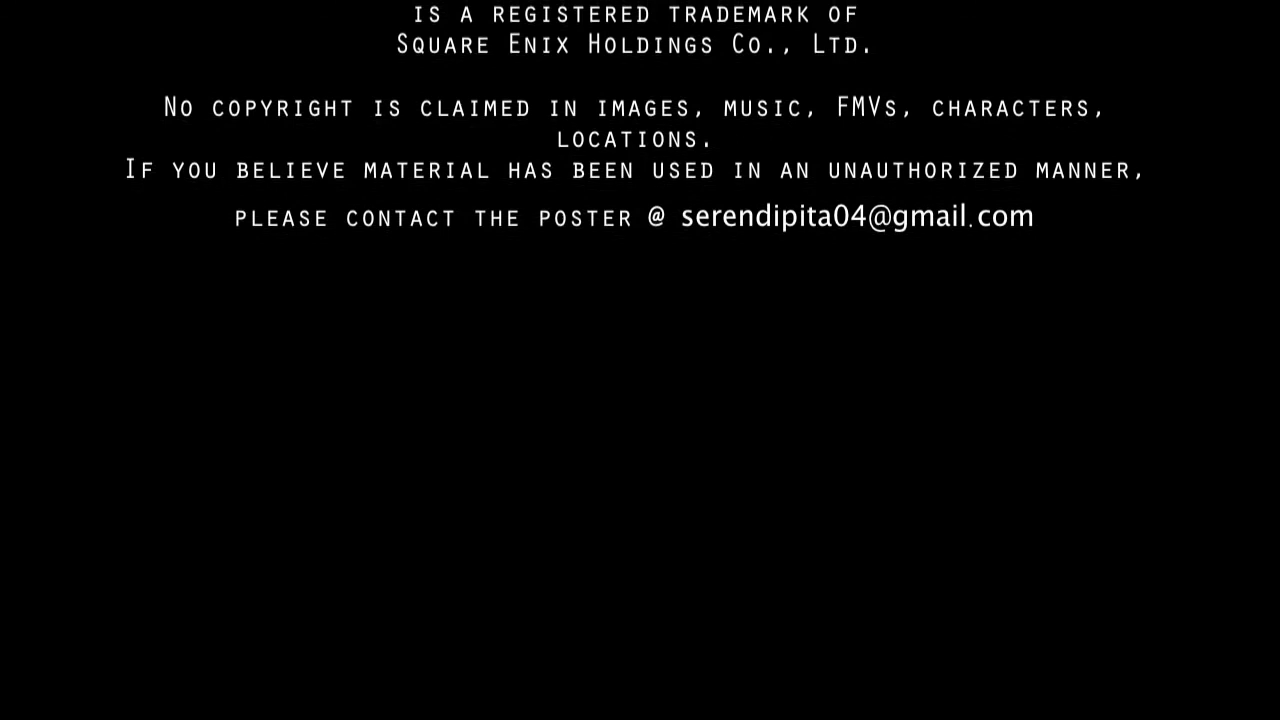 is a registered trademark of
Square Enix Holdings Co., Ltd.
No copyright is claimed in images, music, FMVs, characters,
locations.
If you believe material has been used in an unauthorized manner,
please contact the poster @ serendipita04@gmail.com